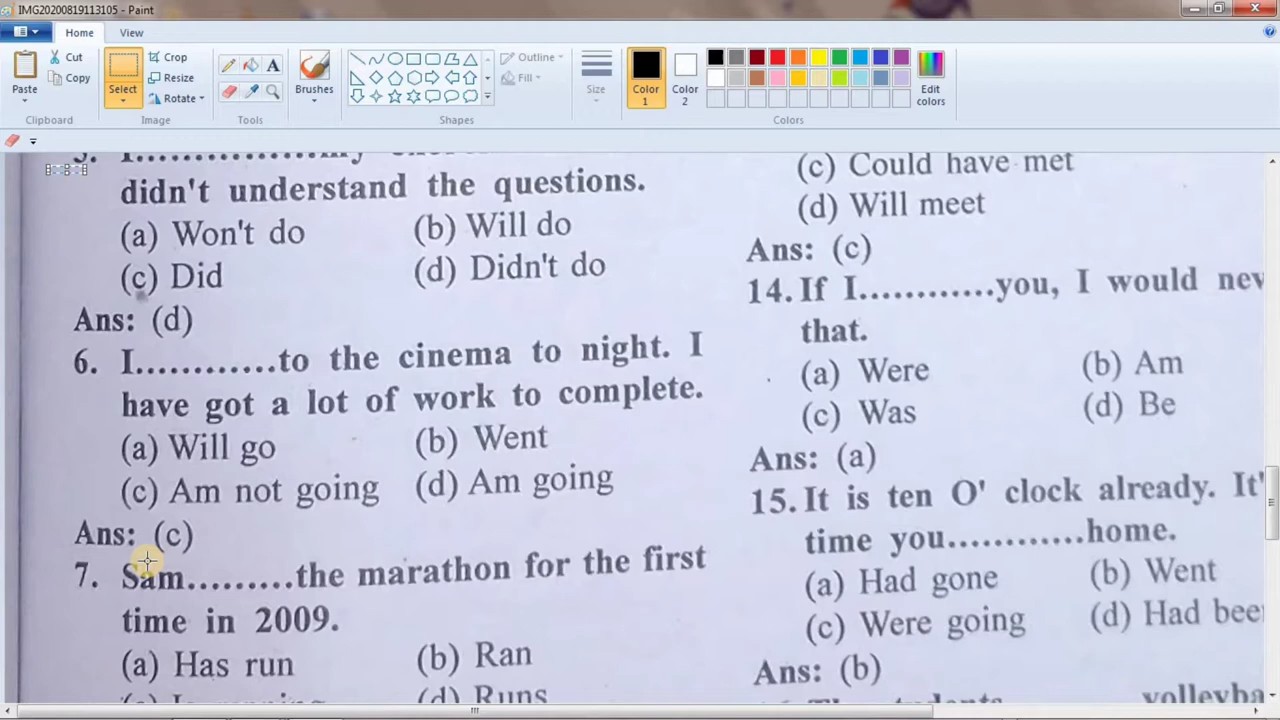 IMG20200819113105 - Paint
Home
View
Paste
Cut
Copy
Clipboard
Select
Crop
Resize
Rotate
Image
A
Tools
Brushes
Shapes
Outline
Fill
Size
Color 1
Color 2
Edit colors
Colors
didn't understand the questions.
(a) Won't do (b) Will do
(c) Did (d) Didn't do
Ans: (d)
6. I............to the cinema to night. I
have got a lot of work to complete.
(a) Will go (b) Went
(c) Am not going (d) Am going
Ans: (c)
7. Sam.........the marathon for the first
time in 2009.
(a) Has run (b) Ran
(d) Runs
(c) Could have met
(d) Will meet
Ans: (c)
14. If I............you, I would nev
that.
(a) Were (b) Am
(c) Was (d) Be
Ans: (a)
15. It is ten O' clock already. It'
time you............home.
(a) Had gone (b) Went
(c) Were going (d) Had bee
Ans: (b)